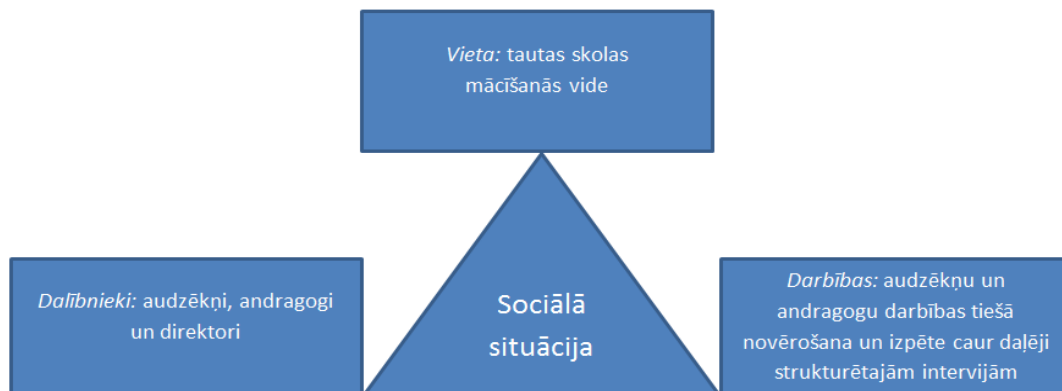 Vieta: tautas skolas
mācīšanās vide
Dalībnieki: audzēkņi, andragogi
un direktori
Sociālā
situācija
Darbības: audzēkņu un
andragogu darbības tiešā
novērošana un izpēte caur daļēji
strukturētajām intervijām